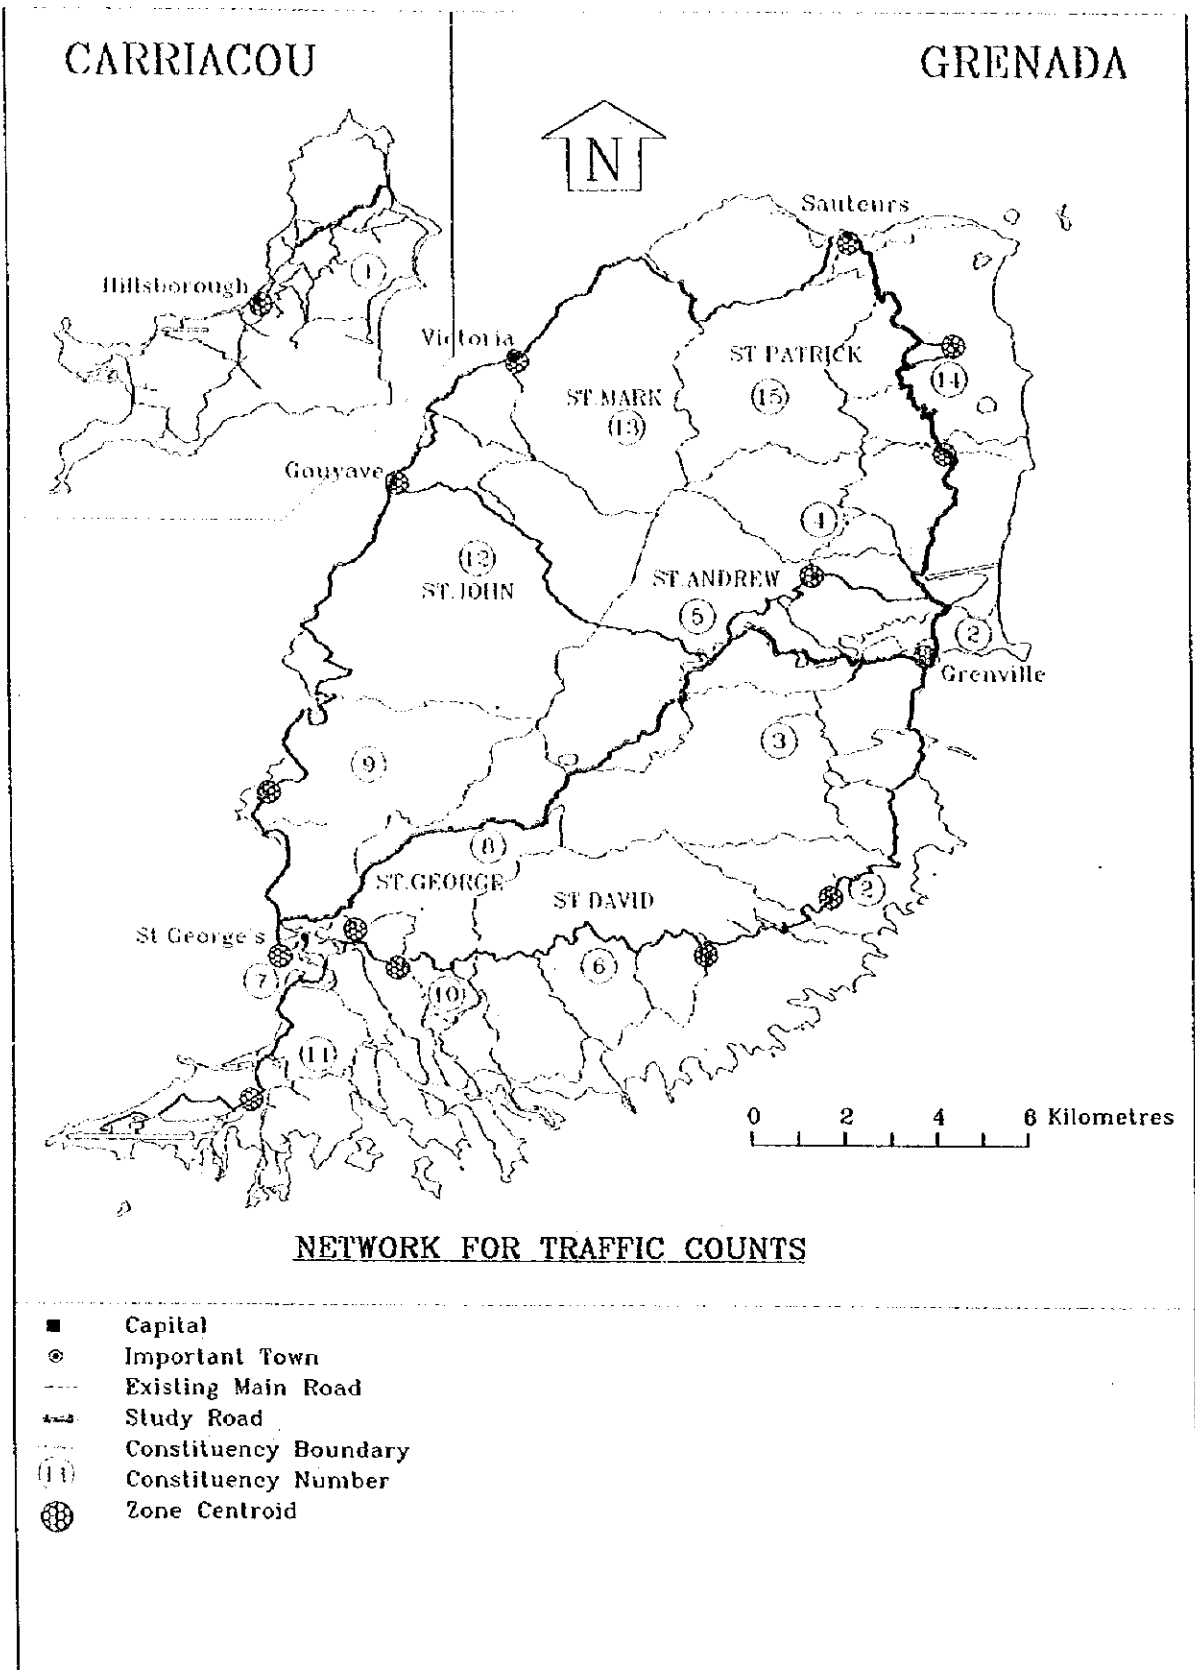 CARRIACOU
GRENADA
N
Sauteurs
Hillsborough
1
Victoria
ST PATRICK
14
ST.MARK
15
13
Gouyave
4
12
ST.ANDREW
ST.JOHN
5
2
Grenville
3
9
8
ST.GEORGE
2
ST DAVID
St George's
6
7
10
11
0 2 4 6 Kilometres
NETWORK FOR TRAFFIC COUNTS
Capital
Important Town
Existing Main Road
Study Road
Constituency Boundary
11 Constituency Number
Zone Centroid